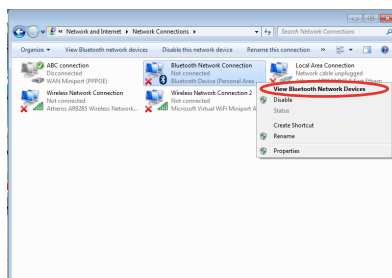 « Network and Internet ▸ Network Connections ▸
Search Network Connections
Organize ▾ View Bluetooth network devices Disable this network device Rename this connection »
ABC connection
Disconnected
WAN Miniport (PPPOE)
Bluetooth Network Connection
Not connected
Bluetooth Device (Personal Area
Local Area Connection
Network cable unplugged
Wireless Network Connection
Not connected
Atheros AR9285 Wireless Network...
Wireless Network Connection 2
Not connected
Microsoft Virtual WiFi Miniport A
View Bluetooth Network Devices
Disable
Status
Create Shortcut
Rename
Properties